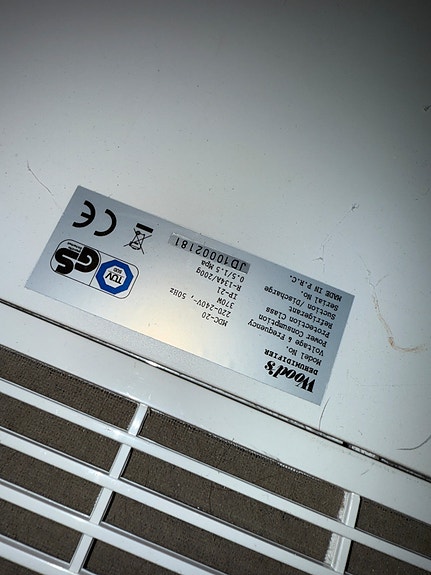 Wood's
DEHUMIDIFIER
Model No. MDC-20
Voltage & Frequency 220-240V, 50Hz
Power Consumption 370W
Protection Class IP-21
Refrigerant R-134A/200g
Suction /Discharge 0.5/1.5 Mpa
Serial No. JD10002181
MADE IN P.R.C.
TÜV
SÜD
GS
CE